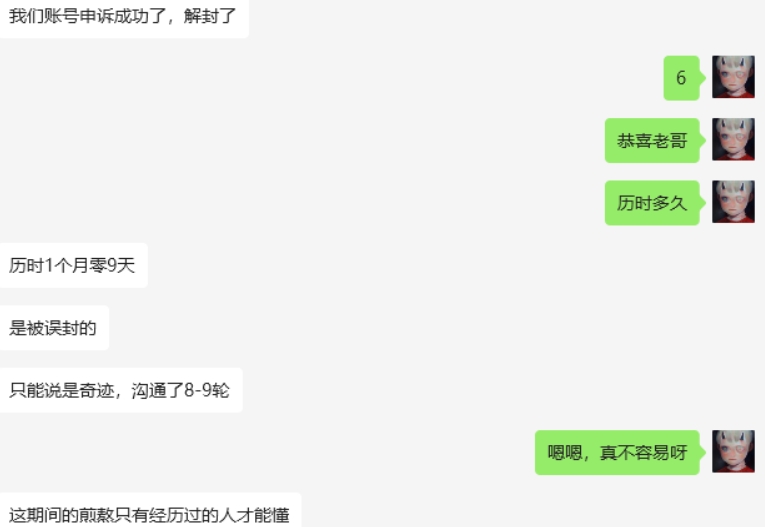 我们账号申诉成功了，解封了
6
恭喜老哥
历时多久
历时1个月零9天
是被误封的
只能说是奇迹，沟通了8-9轮
嗯嗯，真不容易呀
这期间的煎熬只有经历过的人才能懂